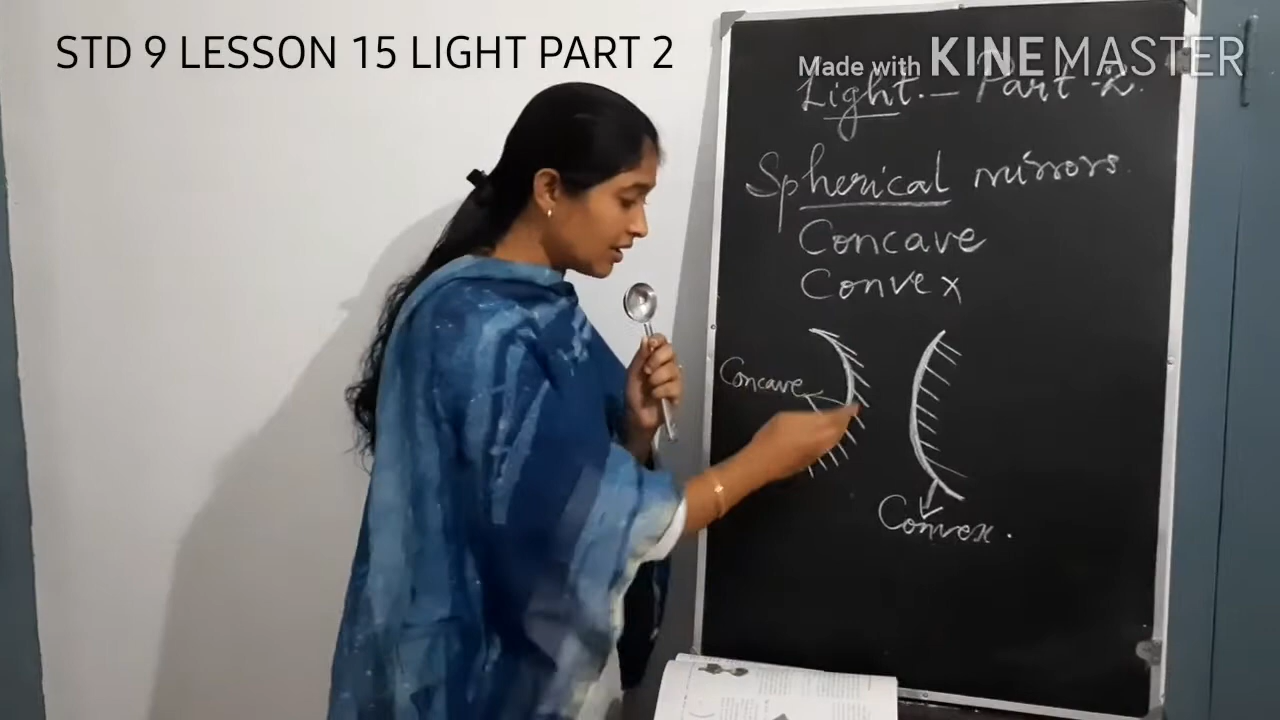 STD 9 LESSON 15 LIGHT PART 2
Made with KINEMASTER
Light. - Part -2.
Spherical mirrors.
Concave
Convex
Concave
Convex.